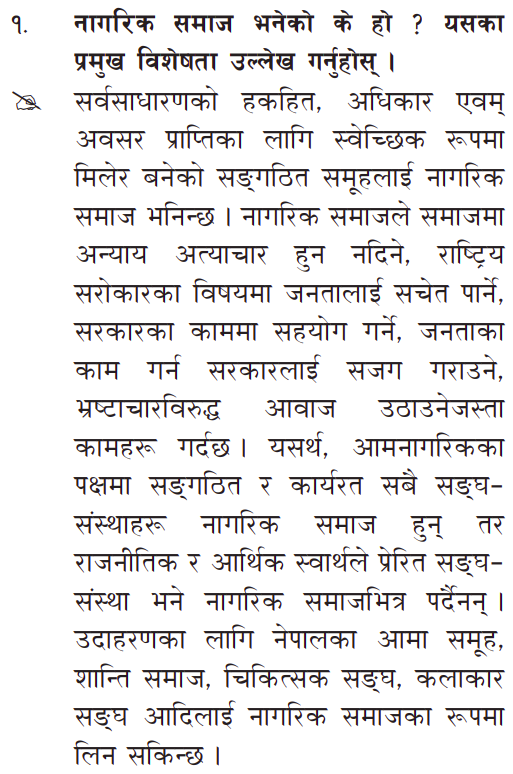 १. नागरिक समाज भनेको के हो ? यसका
प्रमुख विशेषता उल्लेख गर्नुहोस् ।
सर्वसाधारणको हकहित, अधिकार एवम्
अवसर प्राप्तिका लागि स्वेच्छिक रूपमा
मिलेर बनेको सङ्गठित समूहलाई नागरिक
समाज भनिन्छ । नागरिक समाजले समाजमा
अन्याय अत्याचार हुन नदिने, राष्ट्रिय
सरोकारका विषयमा जनतालाई सचेत पार्ने,
सरकारका काममा सहयोग गर्ने, जनताका
काम गर्न सरकारलाई सजग गराउने,
भ्रष्टाचारविरुद्ध आवाज उठाउनेजस्ता
कामहरू गर्दछ । यसर्थ, आमनागरिकका
पक्षमा सङ्गठित र कार्यरत सबै सङ्घ-
संस्थाहरू नागरिक समाज हुन् तर
राजनीतिक र आर्थिक स्वार्थले प्रेरित सङ्घ-
संस्था भने नागरिक समाजभित्र पर्दैनन् ।
उदाहरणका लागि नेपालका आमा समूह,
शान्ति समाज, चिकित्सक सङ्घ, कलाकार
सङ्घ आदिलाई नागरिक समाजका रूपमा
लिन सकिन्छ ।